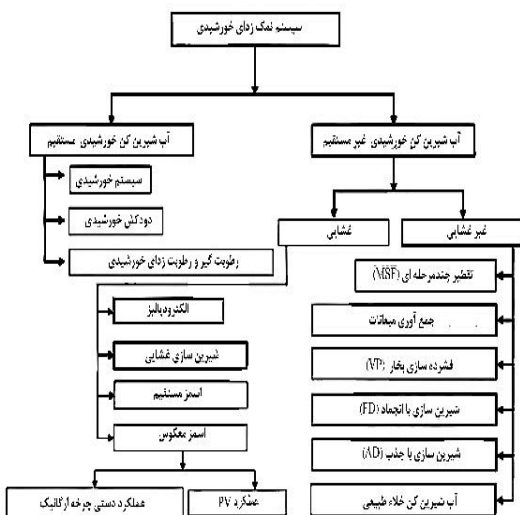 سیستم نمک زدای خورشیدی
آب شیرین کن خورشیدی غیر مستقیم
آب شیرین کن خورشیدی مستقیم
سیستم خورشیدی
دودکش خورشیدی
رطوبت گیر و رطوبت زدای خورشیدی
غیر غشایی
غشایی
تقطیر چندمرحله ای (MSF)
جمع آوری میعانات
فشرده سازی بخار (VP)
شیرین سازی با انجماد (FD)
شیرین سازی با جذب (AD)
آب شیرین کن خلاء طبیعی
الکترودیالیز
شیرین سازی غشایی
اسمز مستقیم
اسمز معکوس
عملکرد PV
عملکرد دستی چرخه ارگانیک